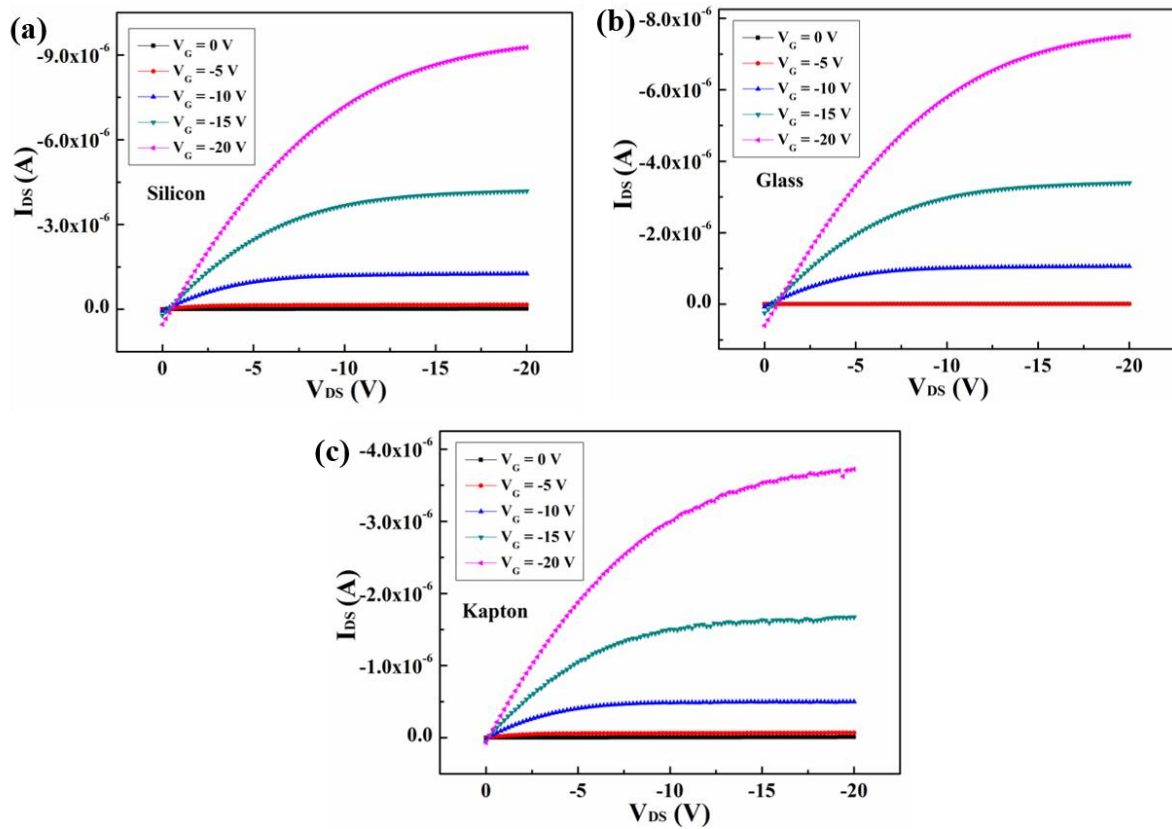 (a)
I_DS (A)
-9.0x10^-6
-6.0x10^-6
-3.0x10^-6
0.0
V_G = 0 V
V_G = -5 V
V_G = -10 V
V_G = -15 V
V_G = -20 V
Silicon
0 -5 -10 -15 -20
V_DS (V)
(b)
I_DS (A)
-8.0x10^-6
-6.0x10^-6
-4.0x10^-6
-2.0x10^-6
0.0
V_G = 0 V
V_G = -5 V
V_G = -10 V
V_G = -15 V
V_G = -20 V
Glass
0 -5 -10 -15 -20
V_DS (V)
(c)
I_DS (A)
-4.0x10^-6
-3.0x10^-6
-2.0x10^-6
-1.0x10^-6
0.0
V_G = 0 V
V_G = -5 V
V_G = -10 V
V_G = -15 V
V_G = -20 V
Kapton
0 -5 -10 -15 -20
V_DS (V)